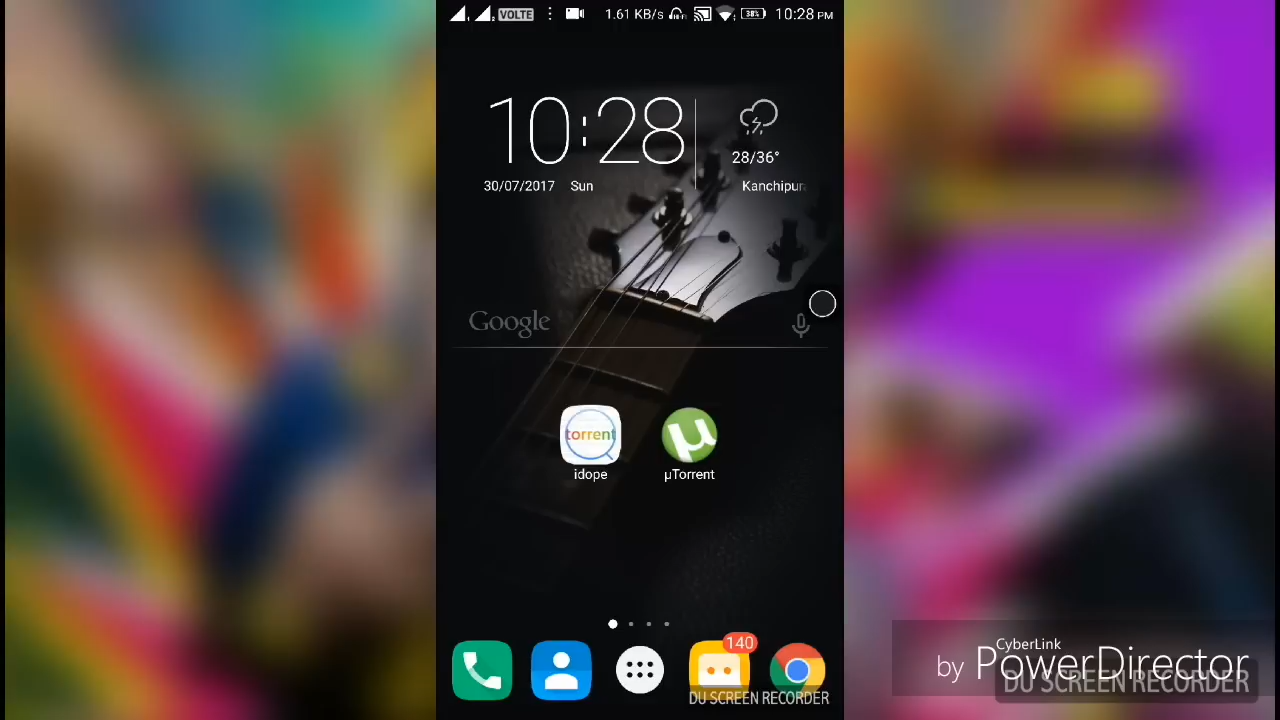 VOLTE 1.61 KB/s 38% 10:28 PM
10:28
28/36°
30/07/2017 Sun Kanchipur
Google
torrent
idope µTorrent
140
DU SCREEN RECORDER
CyberLink
by PowerDirector
DU SCREEN RECORDER